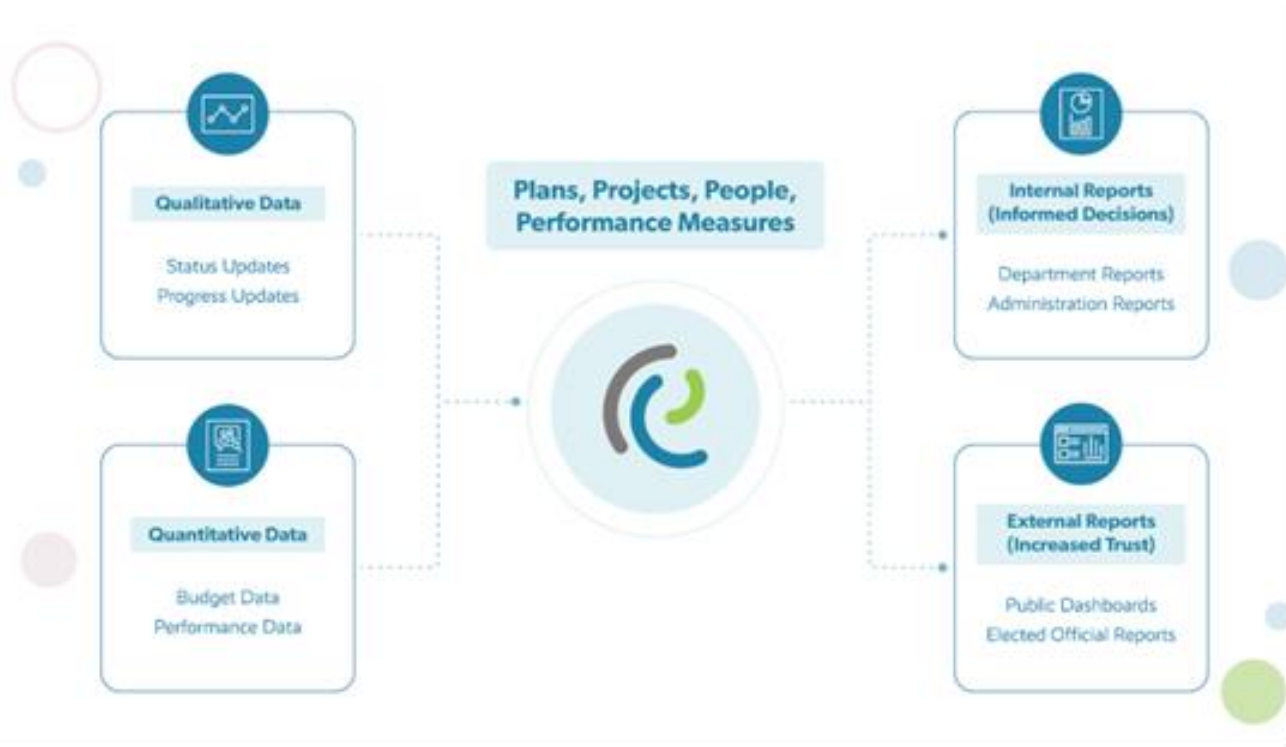 Qualitative Data
Status Updates
Progress Updates
Quantitative Data
Budget Data
Performance Data
Plans, Projects, People,
Performance Measures
Internal Reports
(Informed Decisions)
Department Reports
Administration Reports
External Reports
(Increased Trust)
Public Dashboards
Elected Official Reports